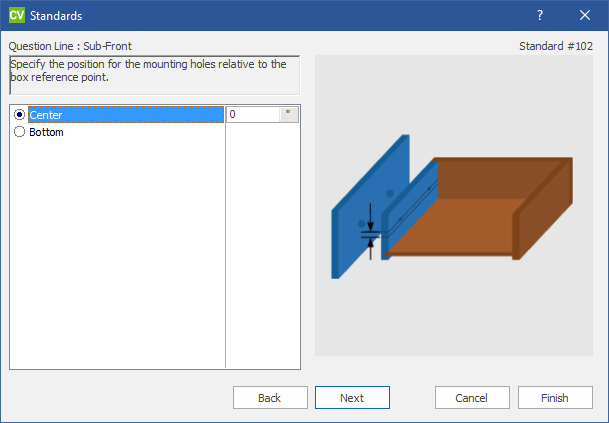 CV Standards ?
Question Line : Sub-Front Standard #102
Specify the position for the mounting holes relative to the
box reference point.
Center 0 "
Bottom
Back Next Cancel Finish